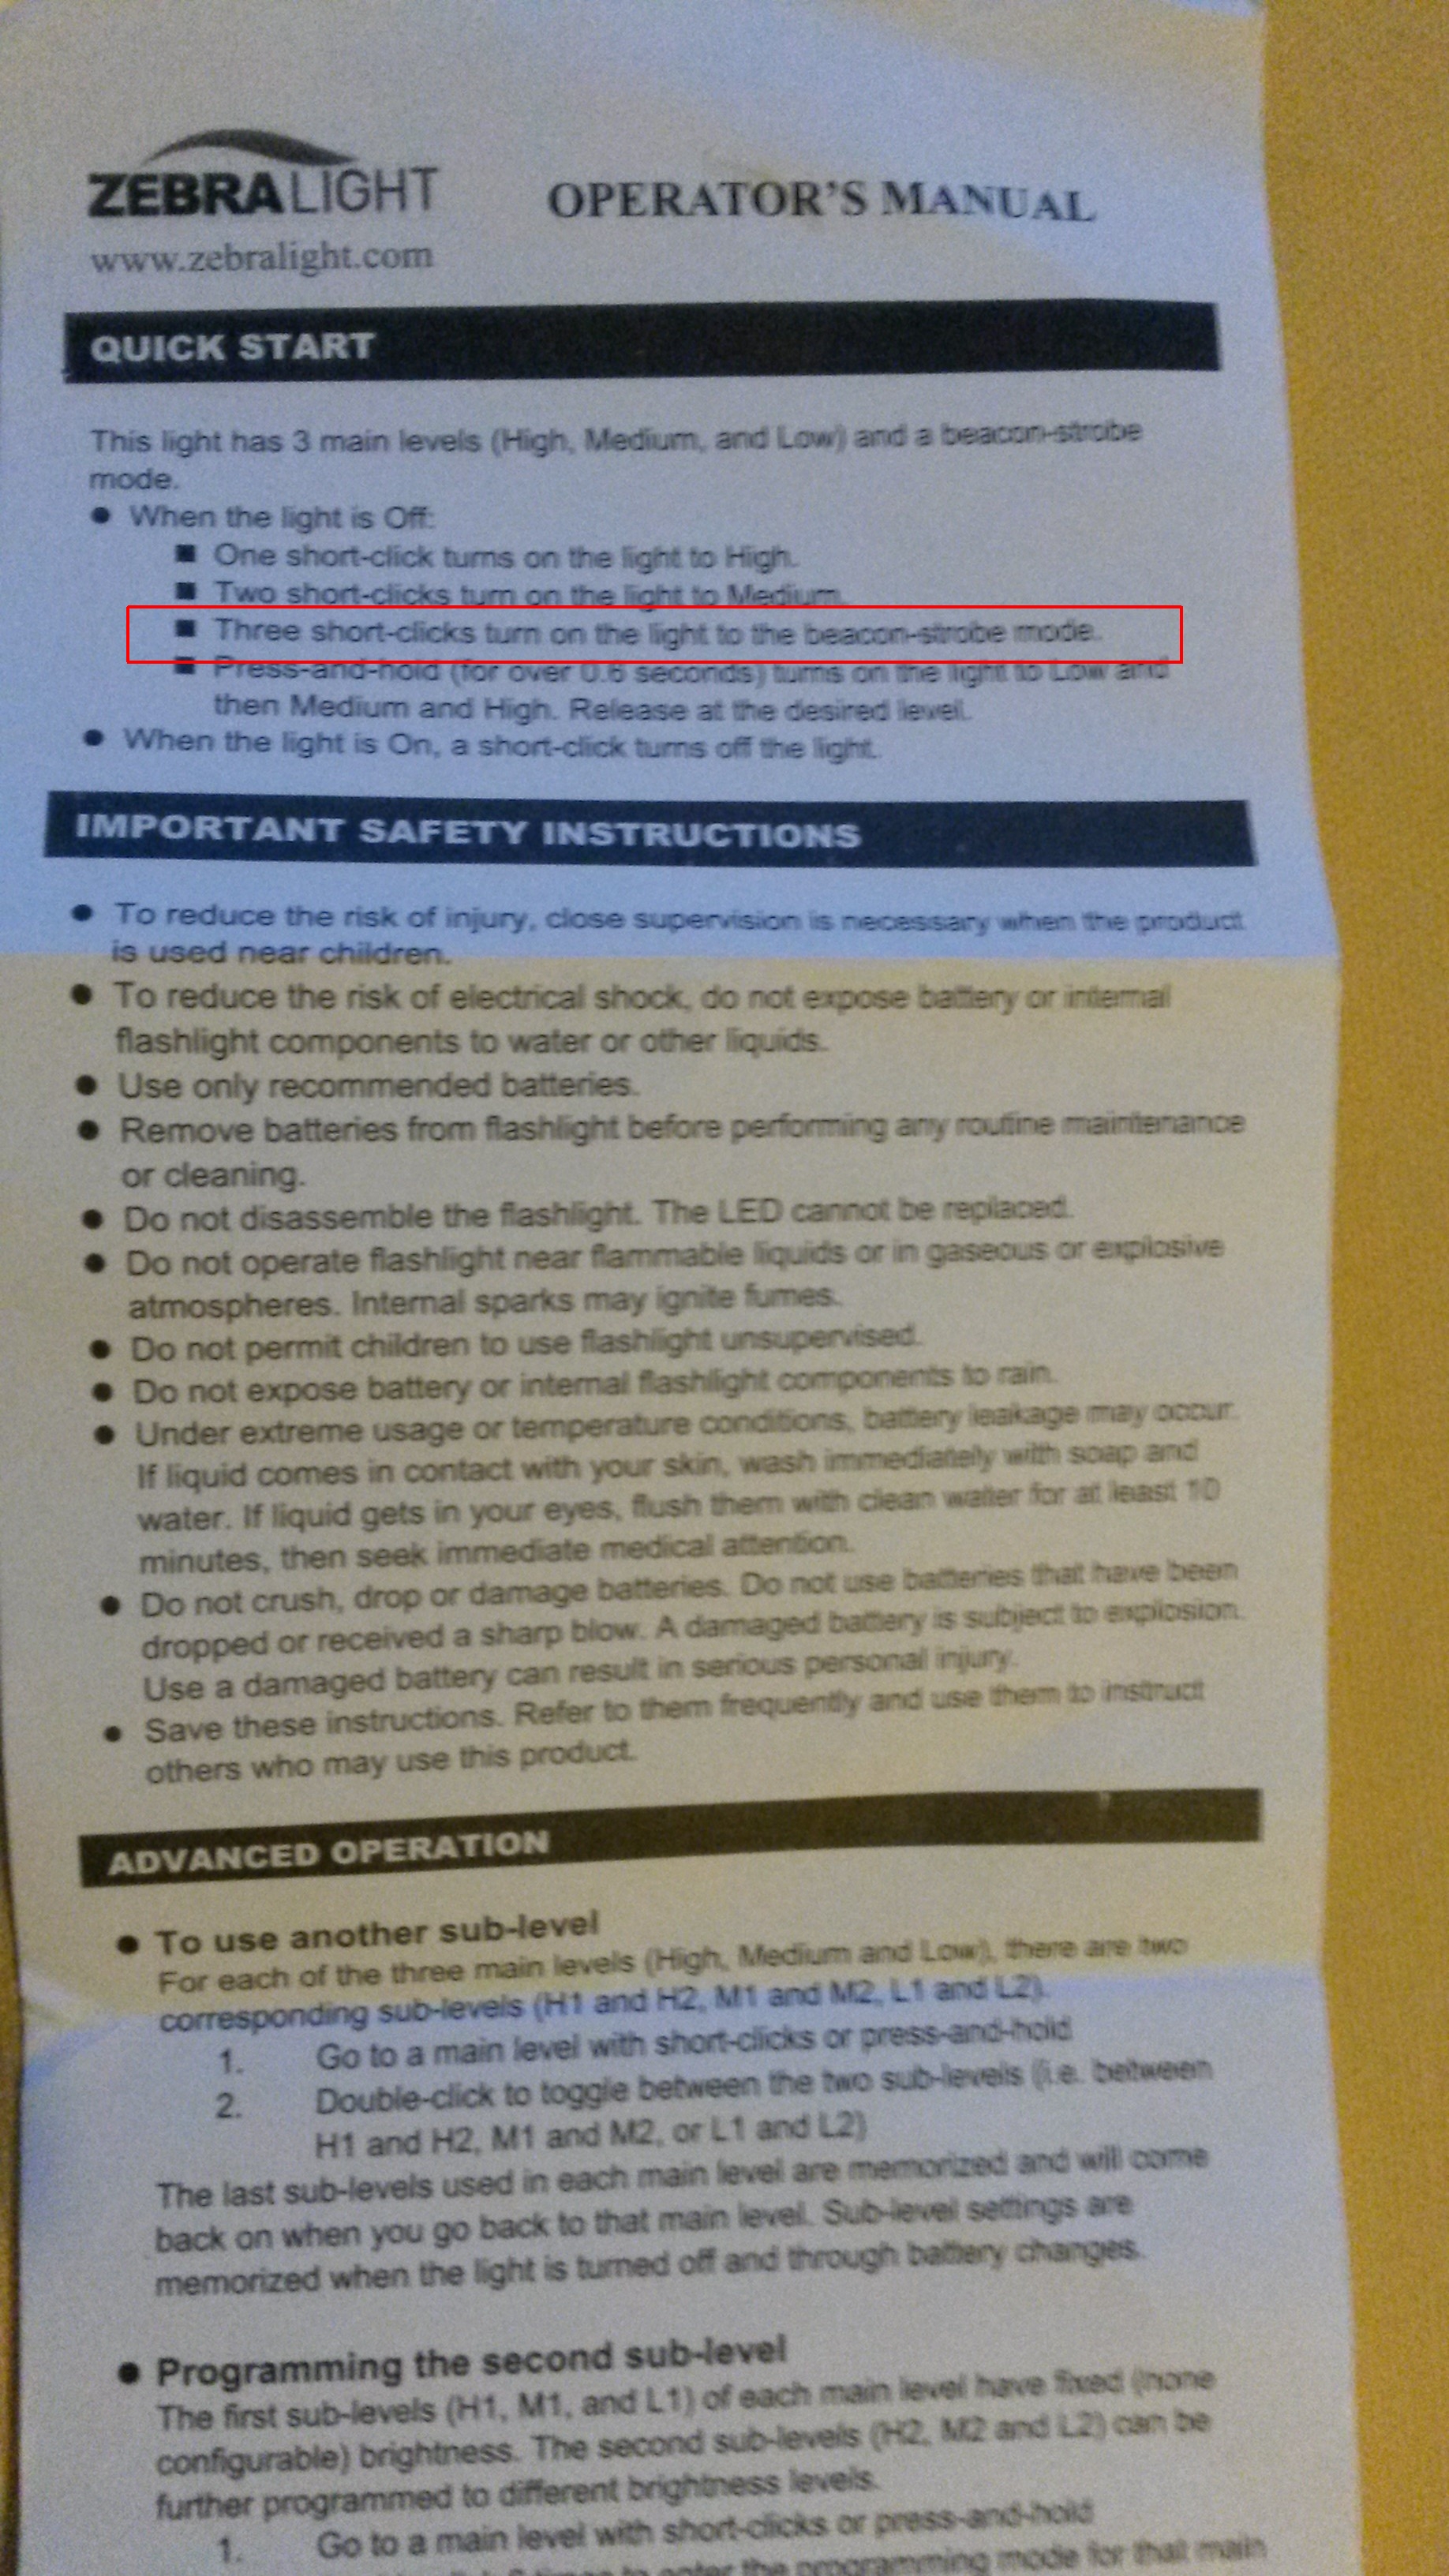 ZEBRALIGHT OPERATOR'S MANUAL
www.zebralight.com
QUICK START
This light has 3 main levels (High, Medium, and Low) and a beacon-strobe
mode.
● When the light is Off:
■ One short-click turns on the light to High.
■ Two short-clicks turn on the light to Medium.
■ Three short-clicks turn on the light to the beacon-strobe mode.
■ Press-and-hold (for over 0.6 seconds) turns on the light to Low and
then Medium and High. Release at the desired level.
● When the light is On, a short-click turns off the light.
IMPORTANT SAFETY INSTRUCTIONS
● To reduce the risk of injury, close supervision is necessary when the product
is used near children.
● To reduce the risk of electrical shock, do not expose battery or internal
flashlight components to water or other liquids.
● Use only recommended batteries.
● Remove batteries from flashlight before performing any routine maintenance
or cleaning.
● Do not disassemble the flashlight. The LED cannot be replaced.
● Do not operate flashlight near flammable liquids or in gaseous or explosive
atmospheres. Internal sparks may ignite fumes.
● Do not permit children to use flashlight unsupervised.
● Do not expose battery or internal flashlight components to rain.
● Under extreme usage or temperature conditions, battery leakage may occur.
If liquid comes in contact with your skin, wash immediately with soap and
water. If liquid gets in your eyes, flush them with clean water for at least 10
minutes, then seek immediate medical attention.
● Do not crush, drop or damage batteries. Do not use batteries that have been
dropped or received a sharp blow. A damaged battery is subject to explosion.
Use a damaged battery can result in serious personal injury.
● Save these instructions. Refer to them frequently and use them to instruct
others who may use this product.
ADVANCED OPERATION
● To use another sub-level
For each of the three main levels (High, Medium and Low), there are two
corresponding sub-levels (H1 and H2, M1 and M2, L1 and L2).
1. Go to a main level with short-clicks or press-and-hold
2. Double-click to toggle between the two sub-levels (i.e. between
H1 and H2, M1 and M2, or L1 and L2)
The last sub-levels used in each main level are memorized and will come
back on when you go back to that main level. Sub-level settings are
memorized when the light is turned off and through battery changes.
● Programming the second sub-level
The first sub-levels (H1, M1, and L1) of each main level have fixed (none
configurable) brightness. The second sub-levels (H2, M2 and L2) can be
further programmed to different brightness levels.
1. Go to a main level with short-clicks or press-and-hold
6 times to enter the programming mode for that main